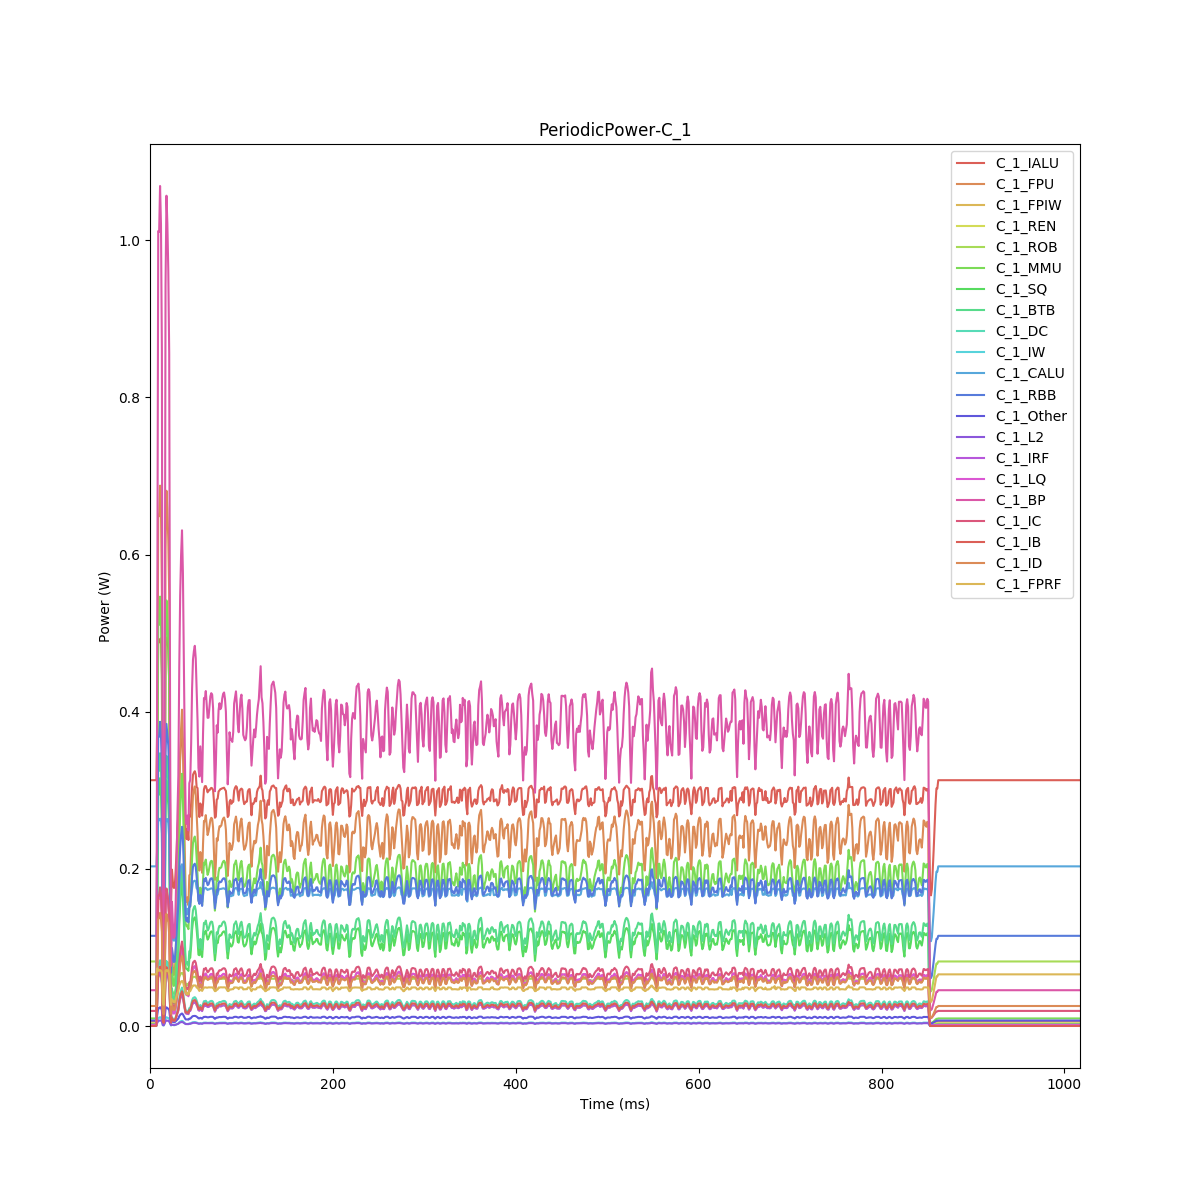 PeriodicPower-C_1
C_1_IALU
C_1_FPU
C_1_FPIW
C_1_REN
C_1_ROB
C_1_MMU
C_1_SQ
C_1_BTB
C_1_DC
C_1_IW
C_1_CALU
C_1_RBB
C_1_Other
C_1_L2
C_1_IRF
C_1_LQ
C_1_BP
C_1_IC
C_1_IB
C_1_ID
C_1_FPRF
1.0
0.8
0.6
0.4
0.2
0.0
Power (W)
0 200 400 600 800 1000
Time (ms)